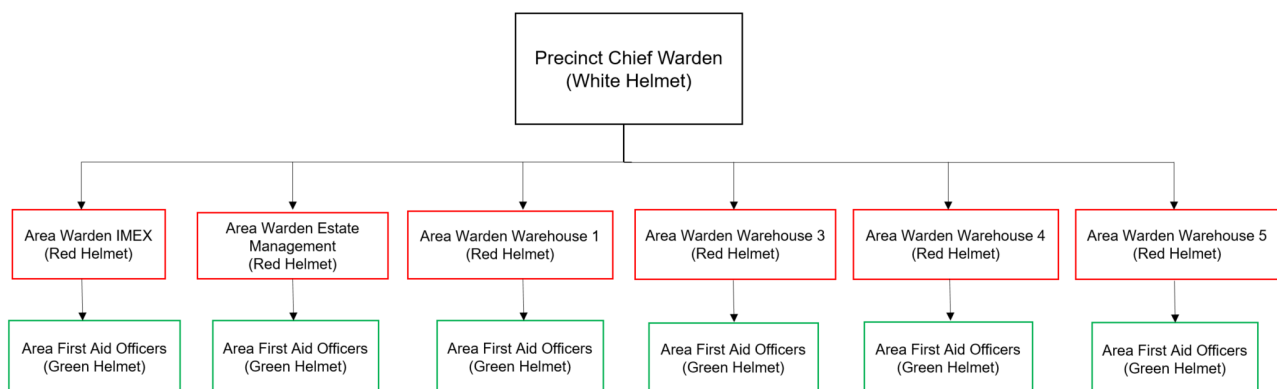 Precinct Chief Warden
(White Helmet)
Area Warden IMEX
(Red Helmet)
Area Warden Estate
Management
(Red Helmet)
Area Warden Warehouse 1
(Red Helmet)
Area Warden Warehouse 3
(Red Helmet)
Area Warden Warehouse 4
(Red Helmet)
Area Warden Warehouse 5
(Red Helmet)
Area First Aid Officers
(Green Helmet)
Area First Aid Officers
(Green Helmet)
Area First Aid Officers
(Green Helmet)
Area First Aid Officers
(Green Helmet)
Area First Aid Officers
(Green Helmet)
Area First Aid Officers
(Green Helmet)